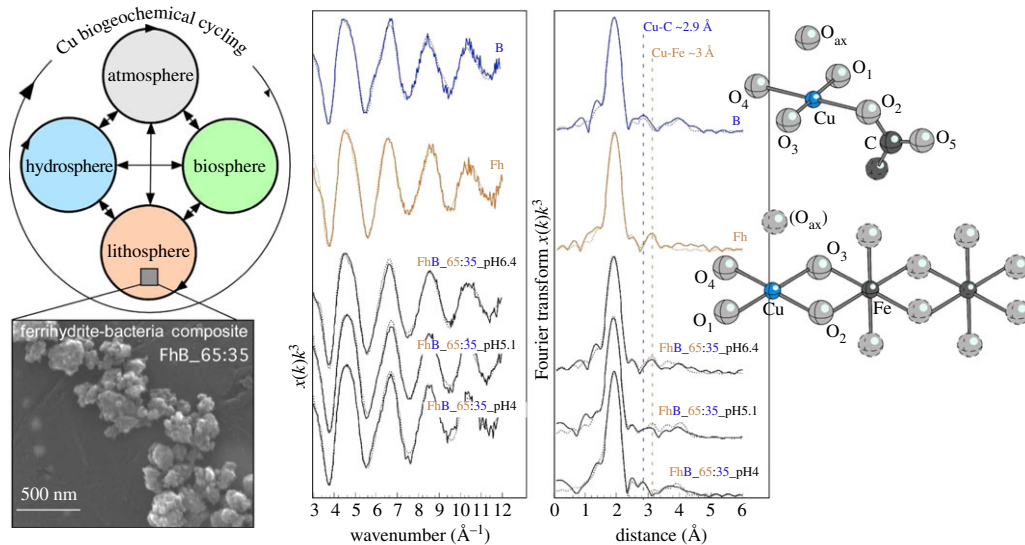 Cu biogeochemical cycling
atmosphere
hydrosphere
biosphere
lithosphere
ferrihydrite-bacteria composite
FhB_65:35
500 nm
x(k)k³
B
Fh
FhB_65:35_pH6.4
FhB_65:35_pH5.1
FhB_65:35_pH4
3 4 5 6 7 8 9 10 11 12
wavenumber (Å⁻¹)
Fourier transform x(k)k³
Cu-C ~2.9 Å
Cu-Fe ~3 Å
B
Fh
FhB_65:35_pH6.4
FhB_65:35_pH5.1
FhB_65:35_pH4
0 1 2 3 4 5 6
distance (Å)
Oax
O1
O4
O2
Cu
O3
C
O5
(Oax)
O3
O4
Cu
Fe
O1
O2